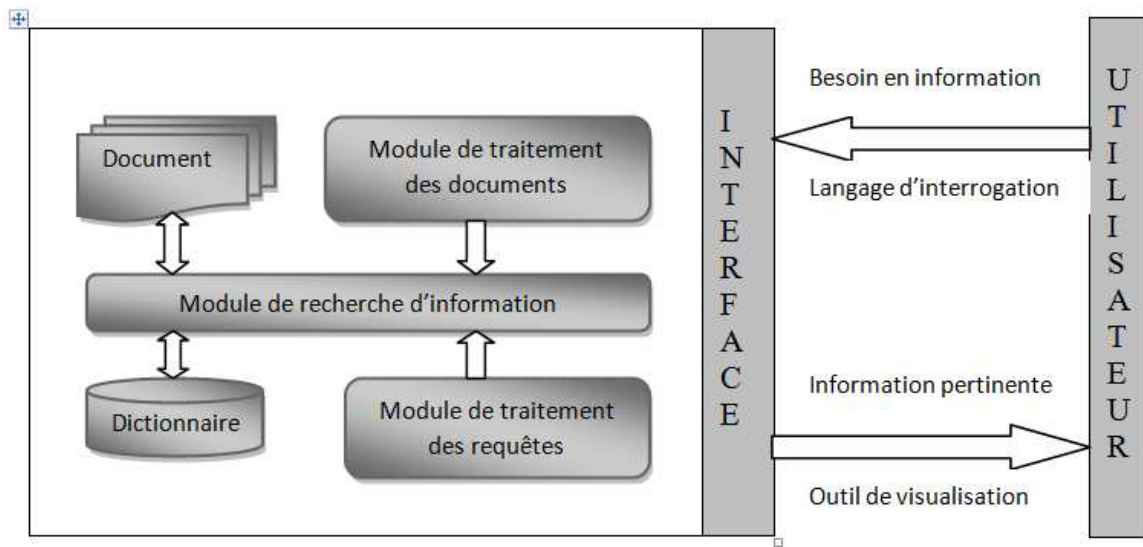 Document
Module de traitement
des documents
Module de recherche d'information
Dictionnaire
Module de traitement
des requêtes
INTERFACE
Besoin en information
Langage d'interrogation
Information pertinente
Outil de visualisation
UTILISATEUR